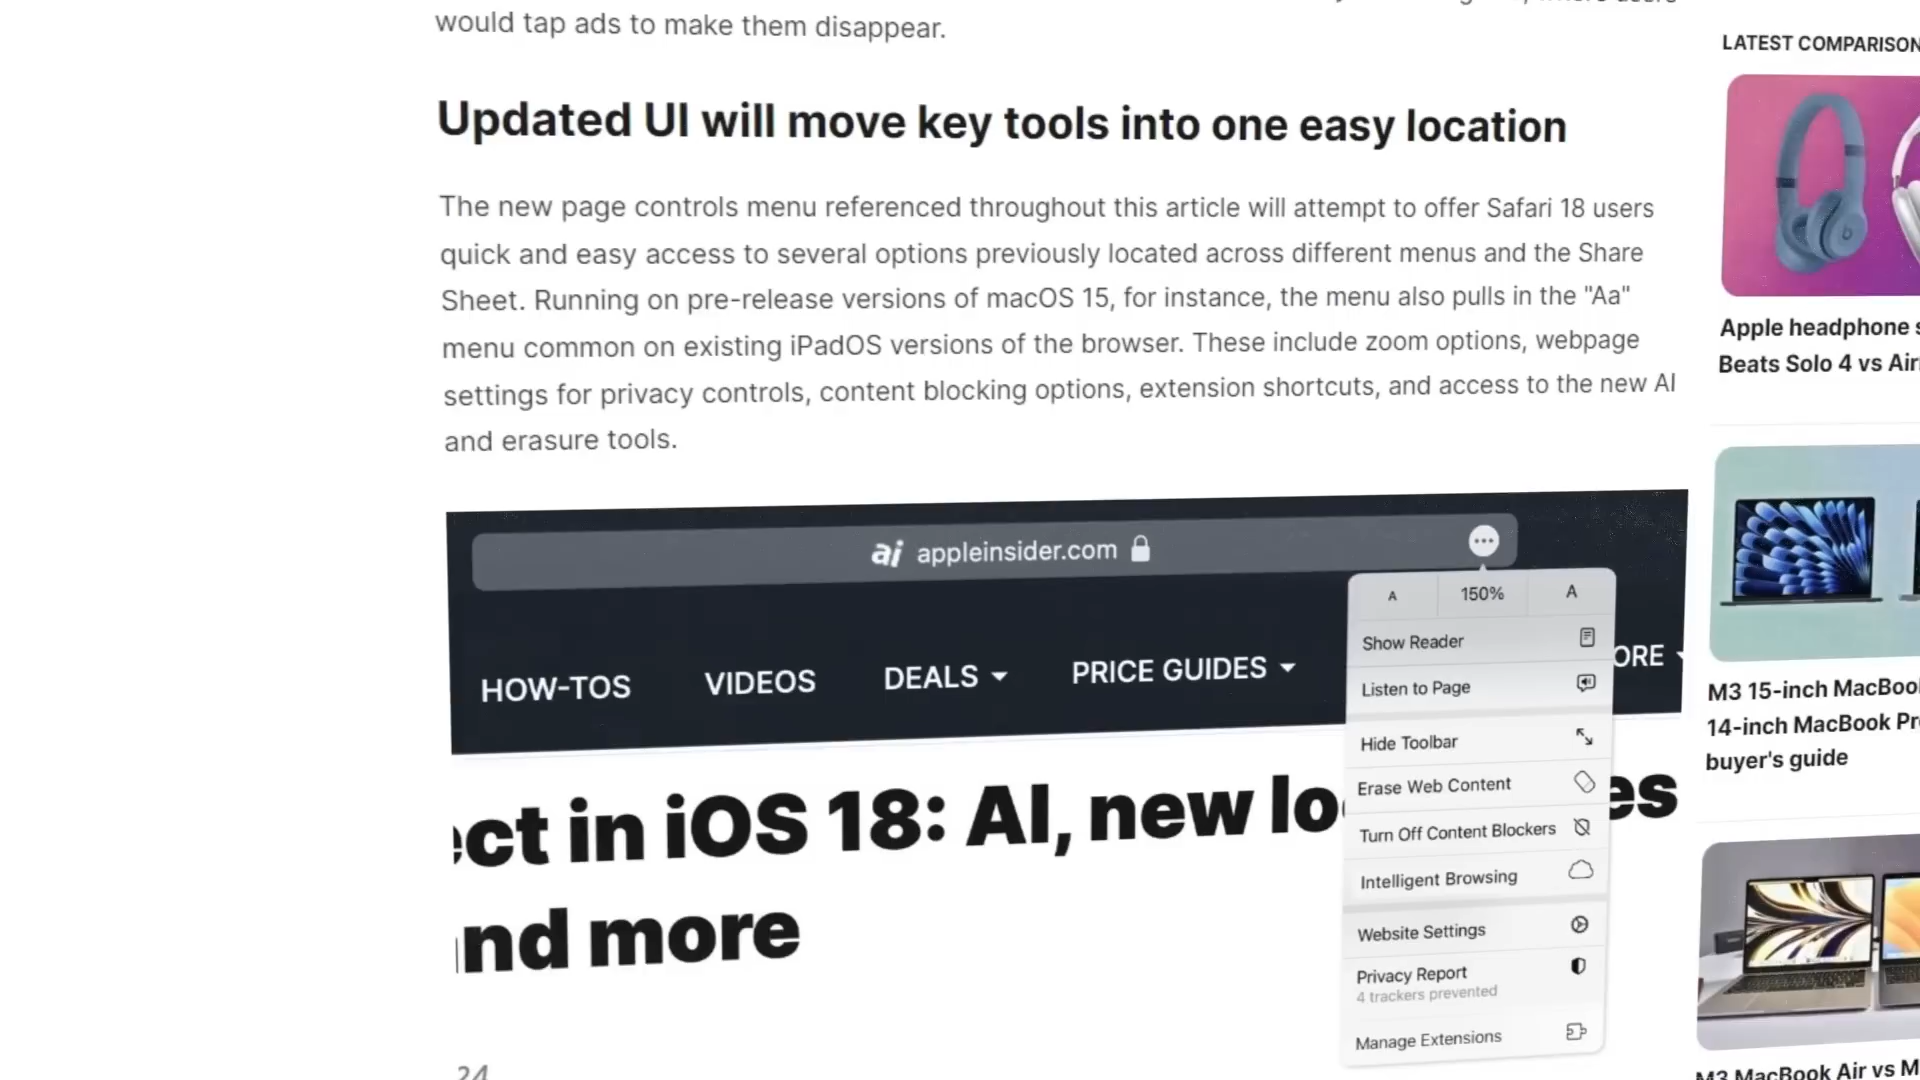 would tap ads to make them disappear.
Updated UI will move key tools into one easy location
The new page controls menu referenced throughout this article will attempt to offer Safari 18 users
quick and easy access to several options previously located across different menus and the Share
Sheet. Running on pre-release versions of macOS 15, for instance, the menu also pulls in the "Aa"
menu common on existing iPadOS versions of the browser. These include zoom options, webpage
settings for privacy controls, content blocking options, extension shortcuts, and access to the new AI
and erasure tools.
ai appleinsider.com
A 150% A
Show Reader
Listen to Page
Hide Toolbar
Erase Web Content
Turn Off Content Blockers
Intelligent Browsing
Website Settings
Privacy Report
4 trackers prevented
Manage Extensions
HOW-TOS VIDEOS DEALS PRICE GUIDES ORE
ect in iOS 18: AI, new lo es
nd more
24
LATEST COMPARISON
Apple headphone s
Beats Solo 4 vs Air
M3 15-inch MacBoo
14-inch MacBook Pr
buyer's guide
M3 MacBook Air vs M